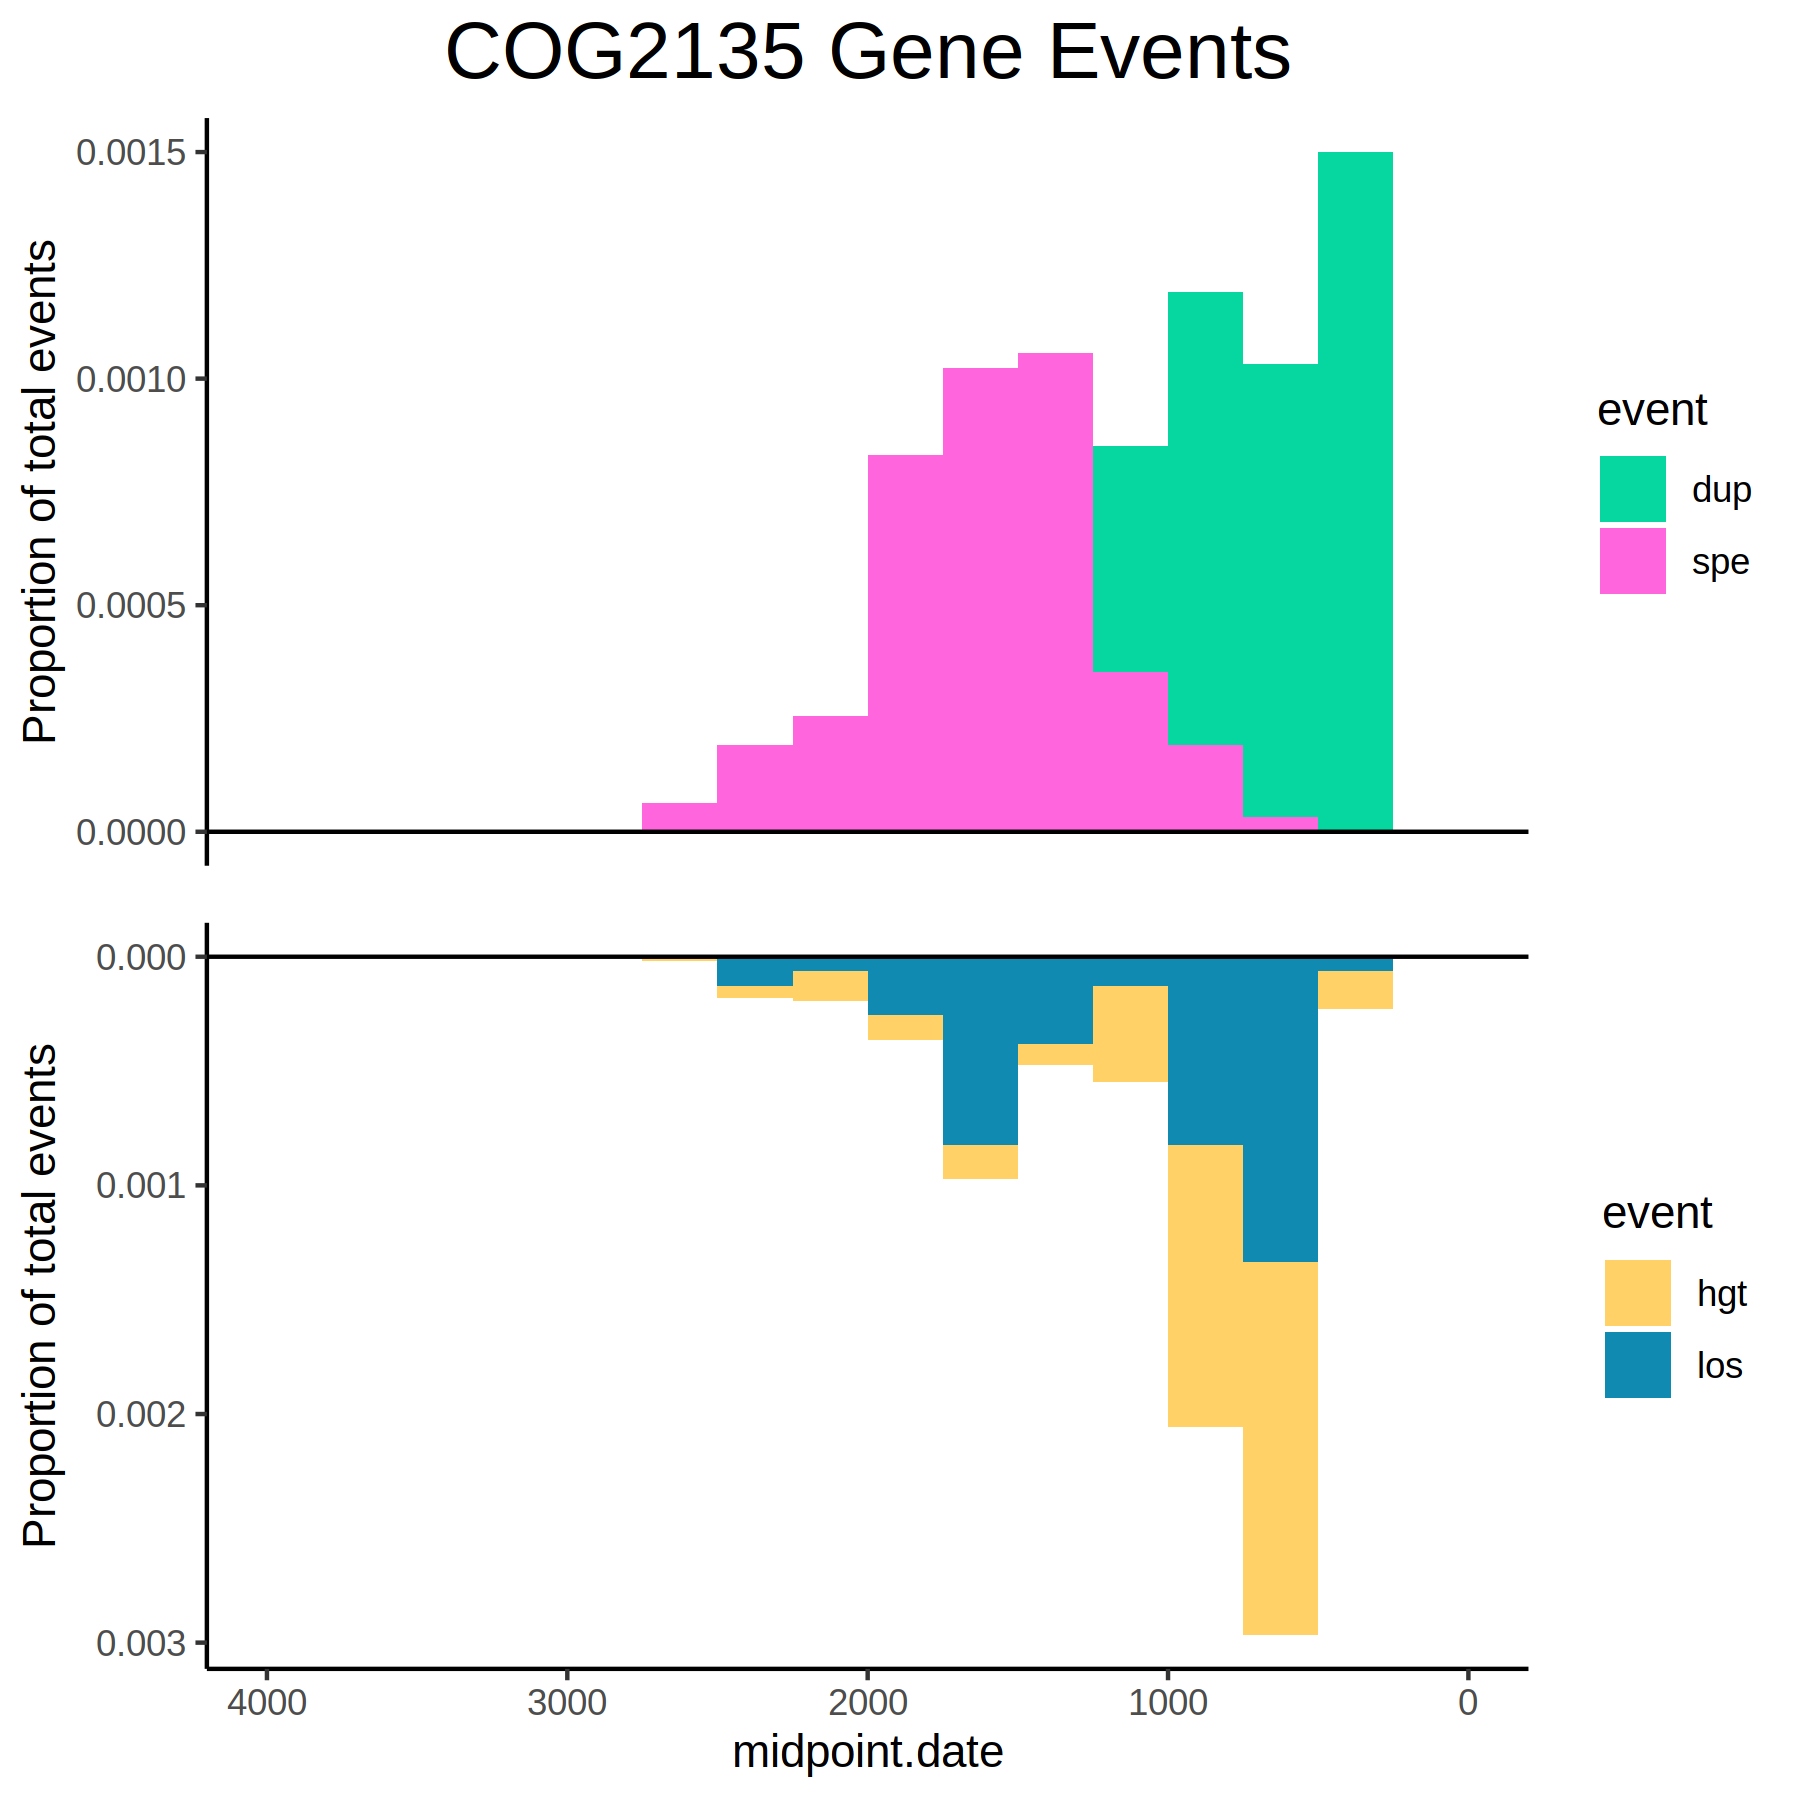 COG2135 Gene Events
Proportion of total events
0.0015
0.0010
0.0005
0.0000
event
dup
spe
Proportion of total events
0.000
0.001
0.002
0.003
event
hgt
los
4000 3000 2000 1000 0
midpoint.date